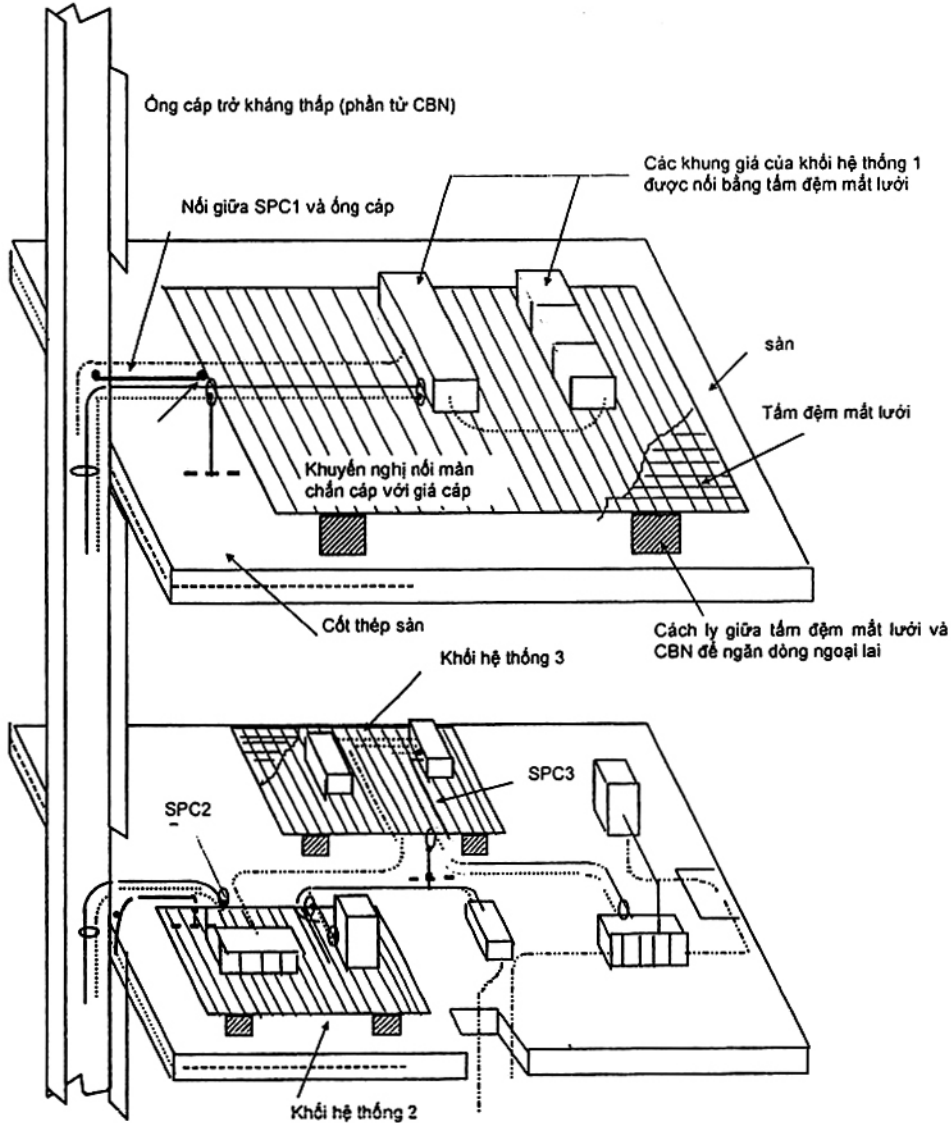 Ống cáp trở kháng thấp (phần tử CBN)
Các khung giá của khối hệ thống 1
được nối bằng tấm đệm mắt lưới
Nối giữa SPC1 và ống cáp
sàn
Tấm đệm mắt lưới
Khuyến nghị nối màn
chắn cáp với giá cáp
Cốt thép sàn
Cách ly giữa tấm đệm mắt lưới và
CBN để ngăn dòng ngoại lai
Khối hệ thống 3
SPC3
SPC2
Khối hệ thống 2